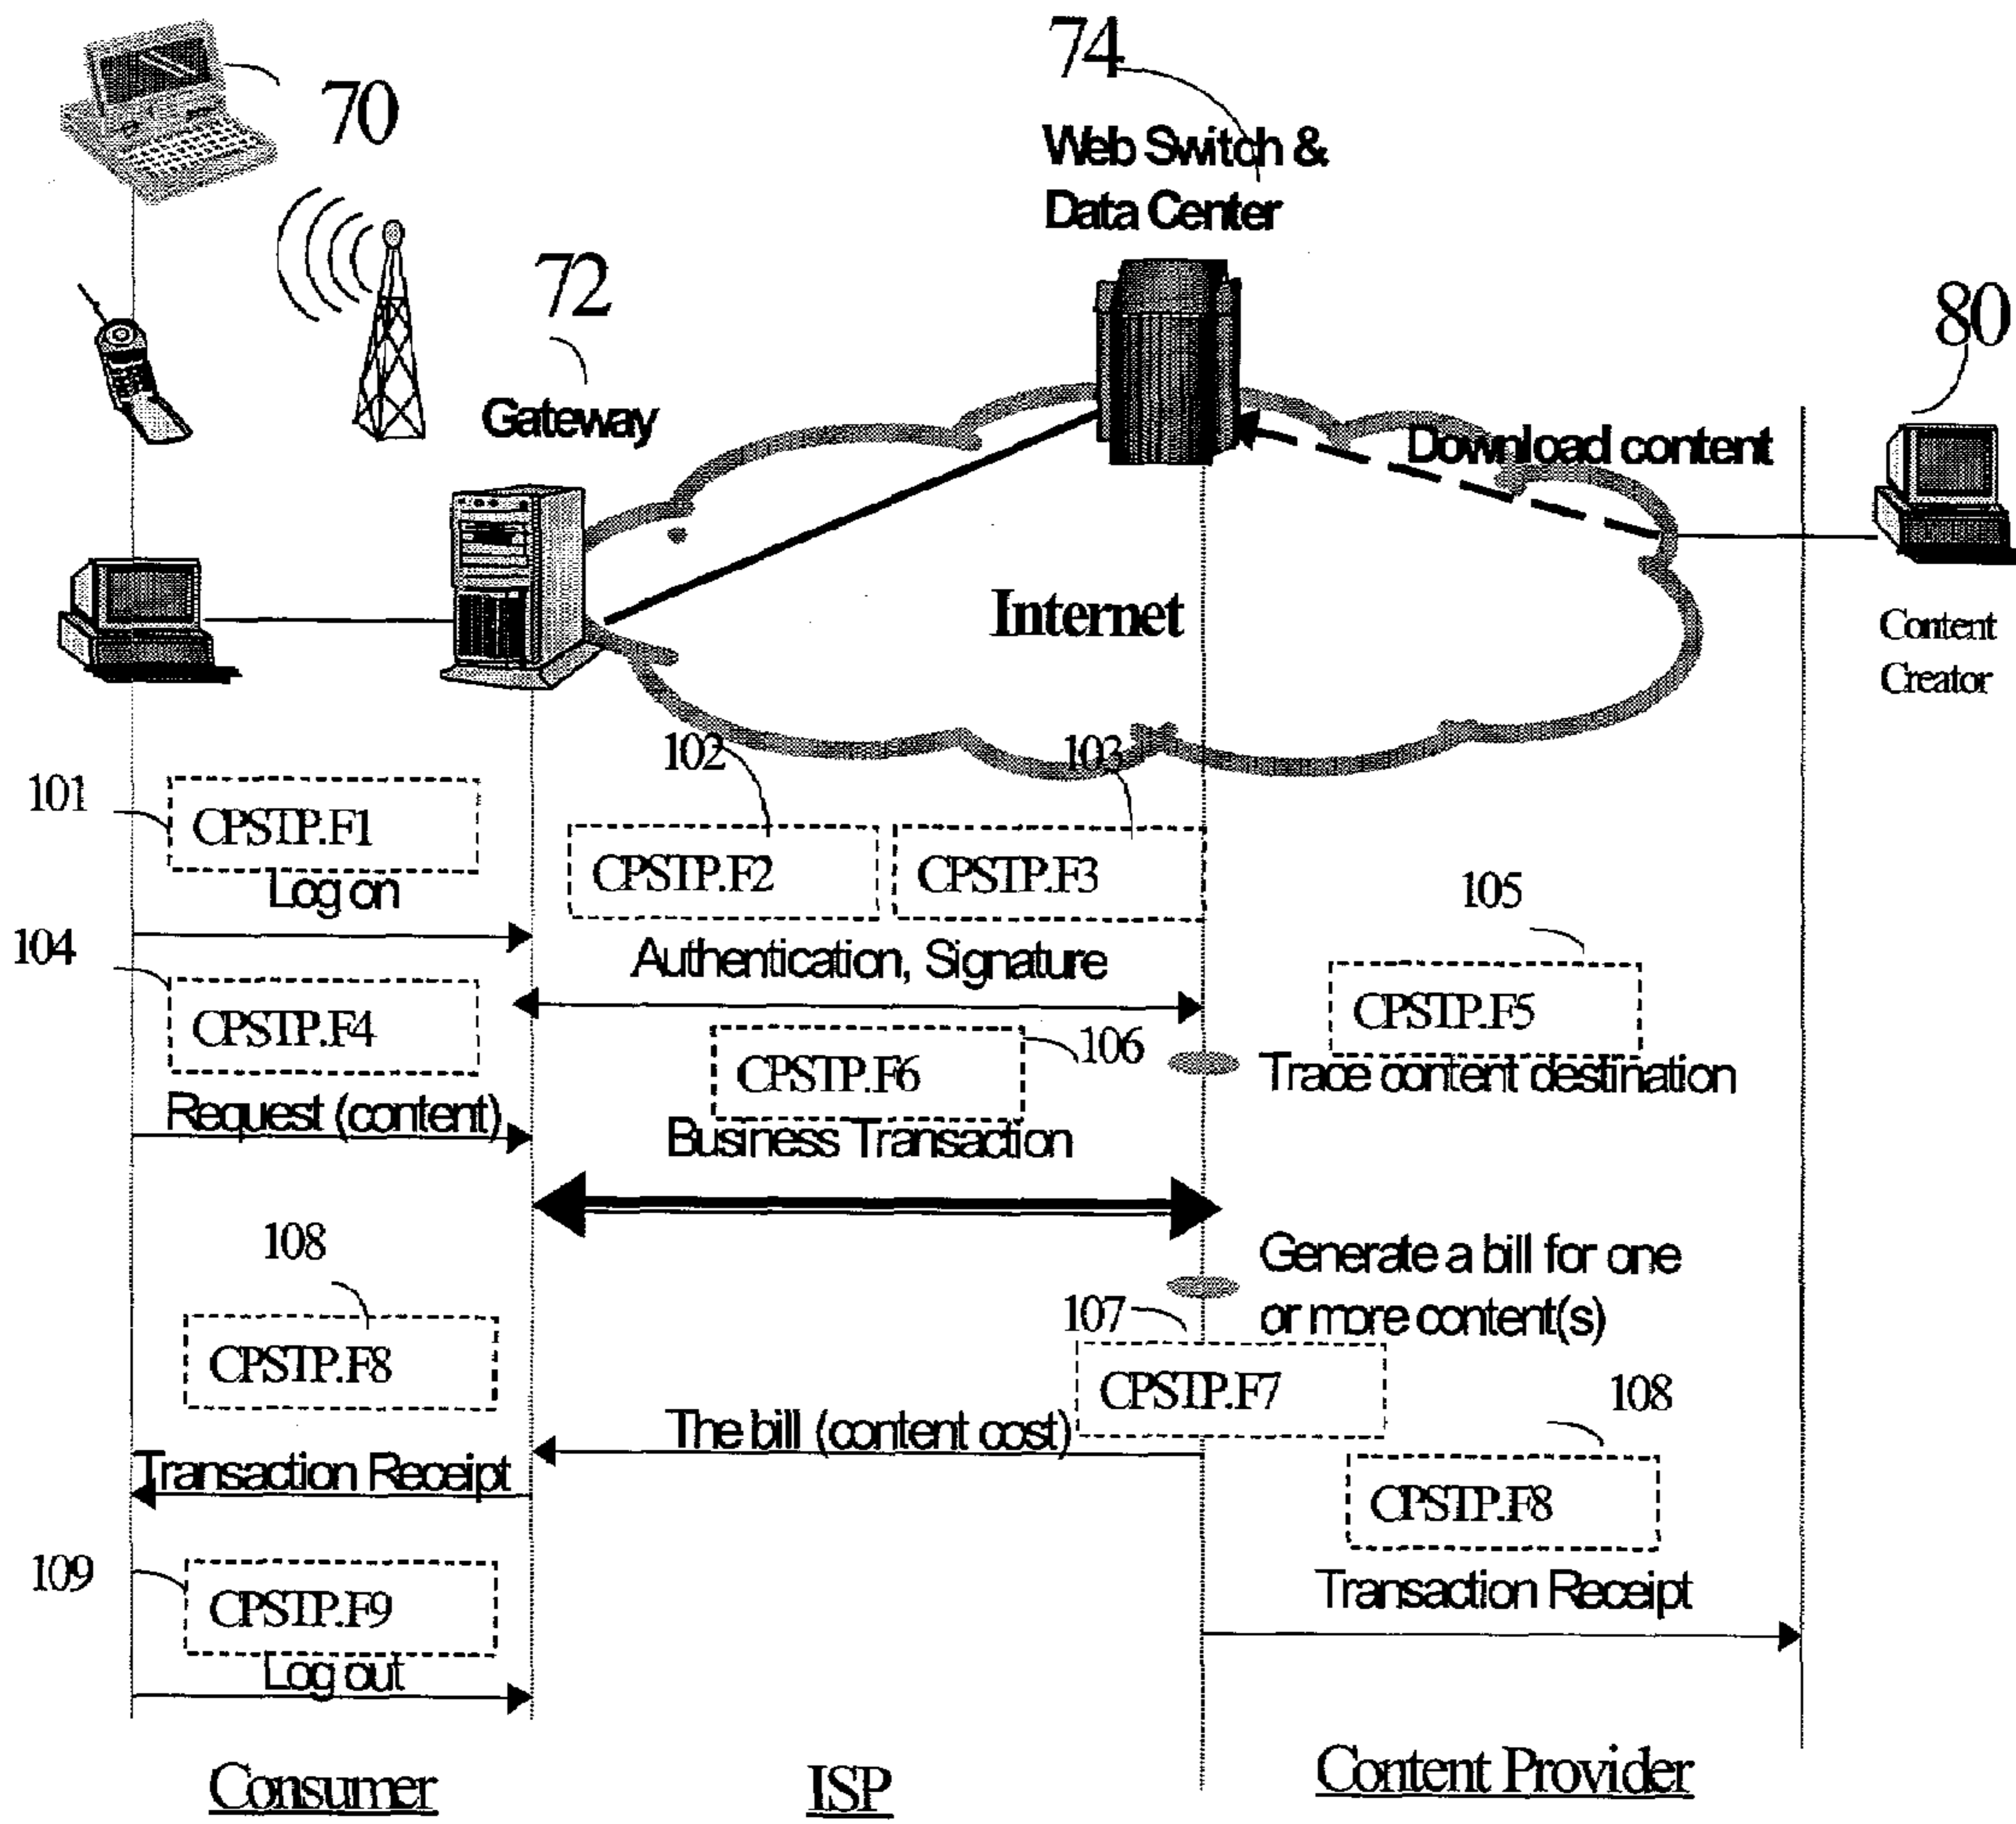 70
74
Web Switch &
Data Center
72
Gateway
80
Download content
Internet
Content
Creator
101
CPSTP.F1
Log on
102
103
CPSTP.F2
CPSTP.F3
Authentication, Signature
104
CPSTP.F4
Request (content)
105
CPSTP.F5
Trace content destination
106
CPSTP.F6
Business Transaction
Generate a bill for one
or more content(s)
107
CPSTP.F7
The bill (content cost)
108
CPSTP.F8
Transaction Receipt
108
CPSTP.F8
Transaction Receipt
109
CPSTP.F9
Log out
Consumer
ISP
Content Provider